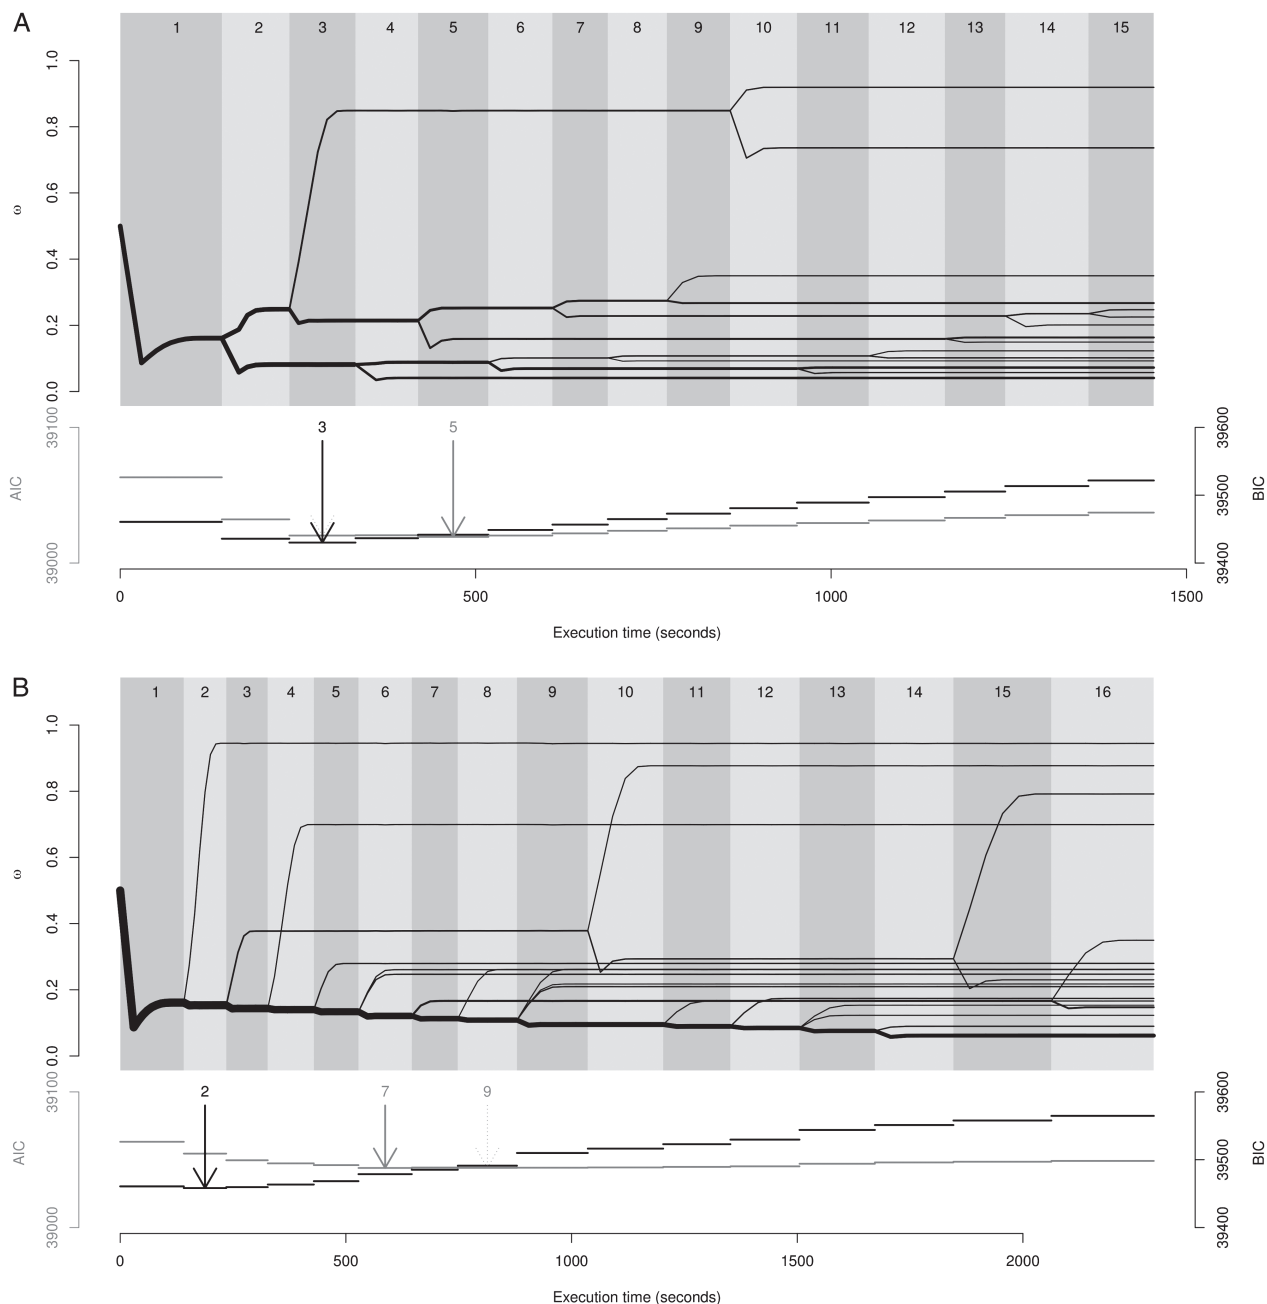 A
1 2 3 4 5 6 7 8 9 10 11 12 13 14 15
1.0
0.8
0.6
0.4
0.2
0.0
ω
39100
39000
AIC
3
5
39600
39500
39400
BIC
0 500 1000 1500
Execution time (seconds)
B
1 2 3 4 5 6 7 8 9 10 11 12 13 14 15 16
1.0
0.8
0.6
0.4
0.2
0.0
ω
39100
39000
AIC
2
7
9
39600
39500
39400
BIC
0 500 1000 1500 2000
Execution time (seconds)